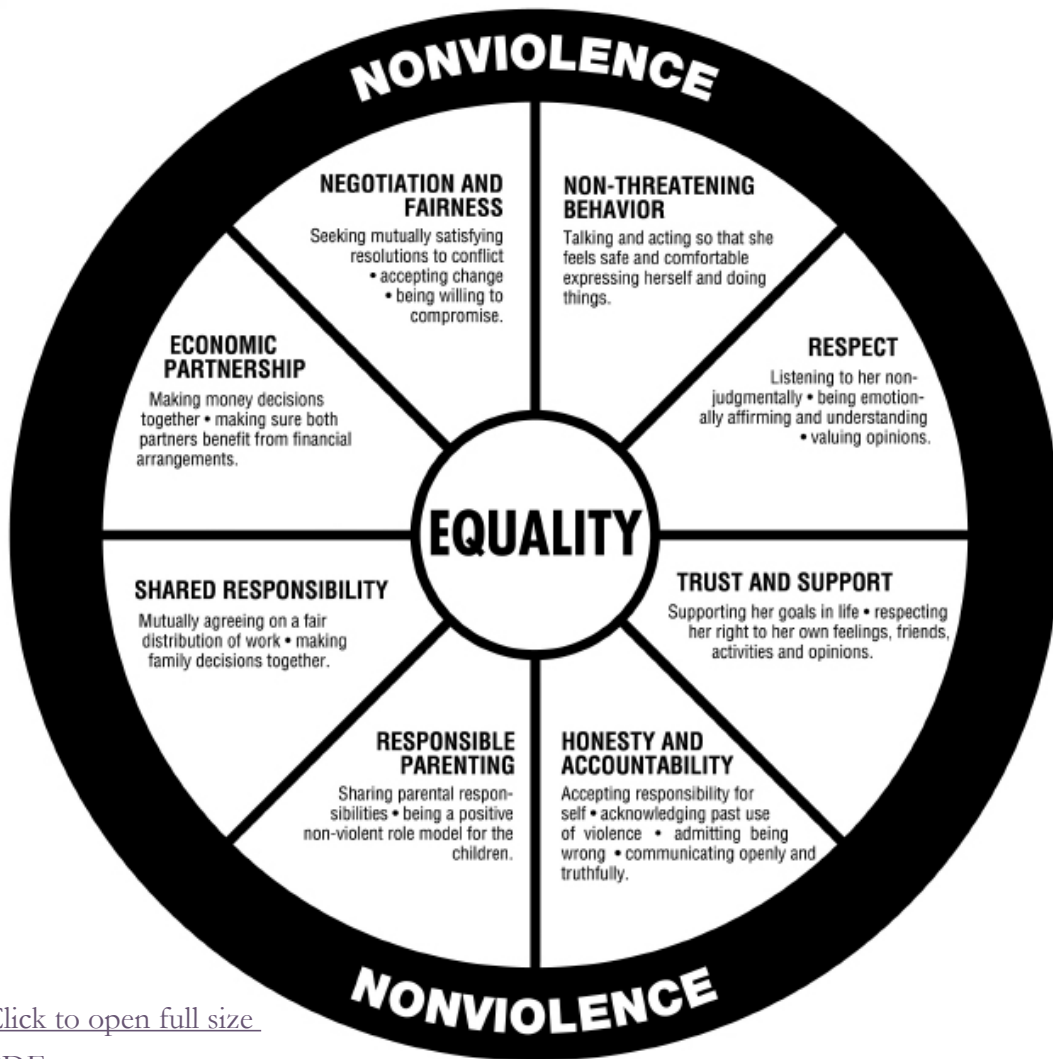 NONVIOLENCE
NEGOTIATION AND
FAIRNESS
Seeking mutually satisfying
resolutions to conflict
• accepting change
• being willing to
compromise.
NON-THREATENING
BEHAVIOR
Talking and acting so that she
feels safe and comfortable
expressing herself and doing
things.
ECONOMIC
PARTNERSHIP
Making money decisions
together • making sure both
partners benefit from financial
arrangements.
RESPECT
Listening to her non-
judgmentally • being emotion-
ally affirming and understanding
• valuing opinions.
EQUALITY
SHARED RESPONSIBILITY
Mutually agreeing on a fair
distribution of work • making
family decisions together.
TRUST AND SUPPORT
Supporting her goals in life • respecting
her right to her own feelings, friends,
activities and opinions.
RESPONSIBLE
PARENTING
Sharing parental respon-
sibilities • being a positive
non-violent role model for the
children.
HONESTY AND
ACCOUNTABILITY
Accepting responsibility for
self • acknowledging past use
of violence • admitting being
wrong • communicating openly and
truthfully.
NONVIOLENCE
Click to open full size